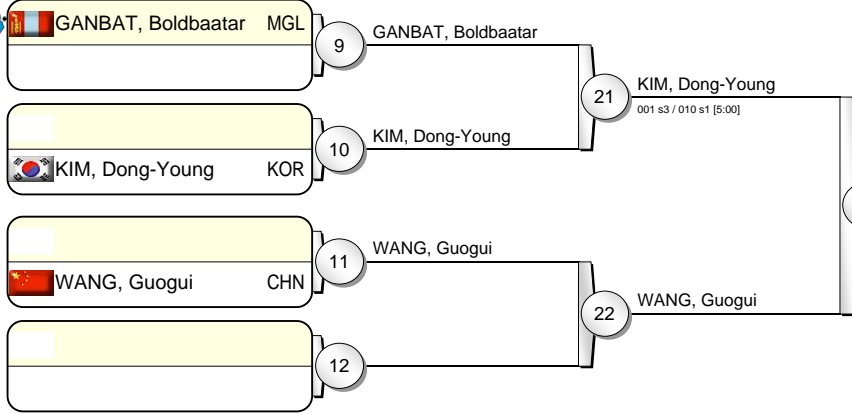 GANBAT, Boldbaatar MGL
9
GANBAT, Boldbaatar
21
KIM, Dong-Young
001 s3 / 010 s1 [5:00]
10
KIM, Dong-Young
KIM, Dong-Young KOR
WANG, Guogui
11
WANG, Guogui CHN
22
WANG, Guogui
12